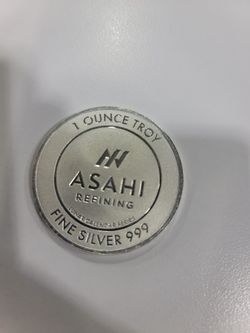 1 OUNCE TROY
ASAHI
REFINING
FINE SILVER 999